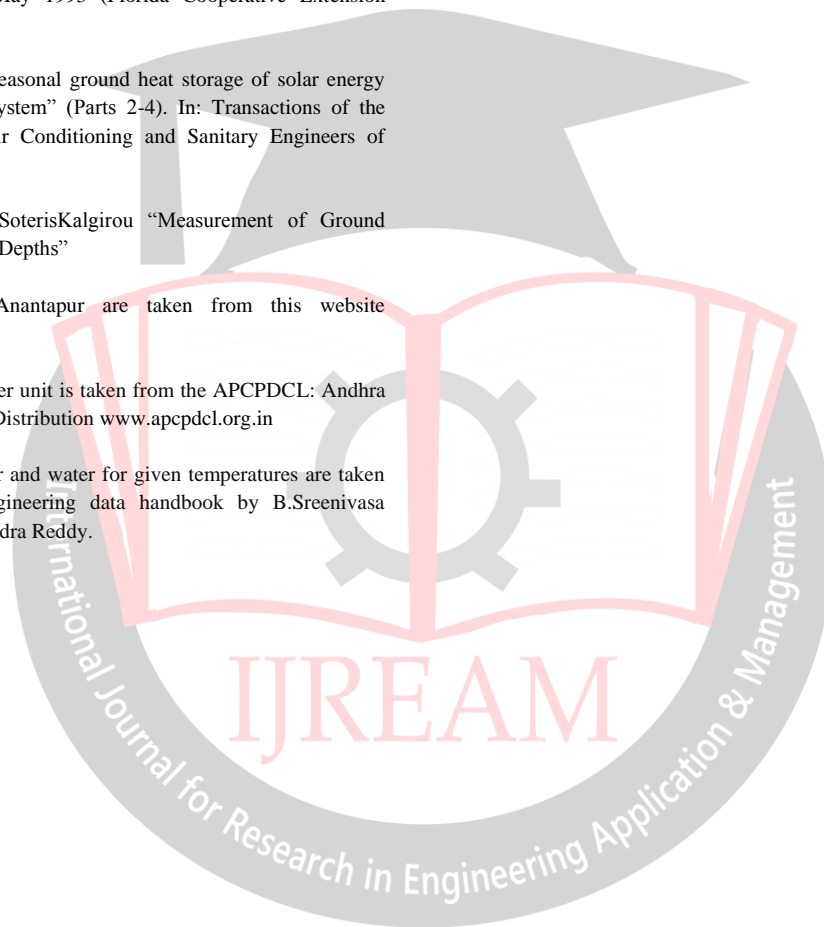 May 1993 (Florida Cooperative Extension
easonal ground heat storage of solar energy
ystem” (Parts 2-4). In: Transactions of the
ir Conditioning and Sanitary Engineers of
SoterisKalgirou “Measurement of Ground
Depths”
Anantapur are taken from this website
er unit is taken from the APCPDCL: Andhra
Distribution www.apcpdcl.org.in
r and water for given temperatures are taken
gineering data handbook by B.Sreenivasa
dra Reddy.
IJREAM
International Journal for Research in Engineering Application & Management